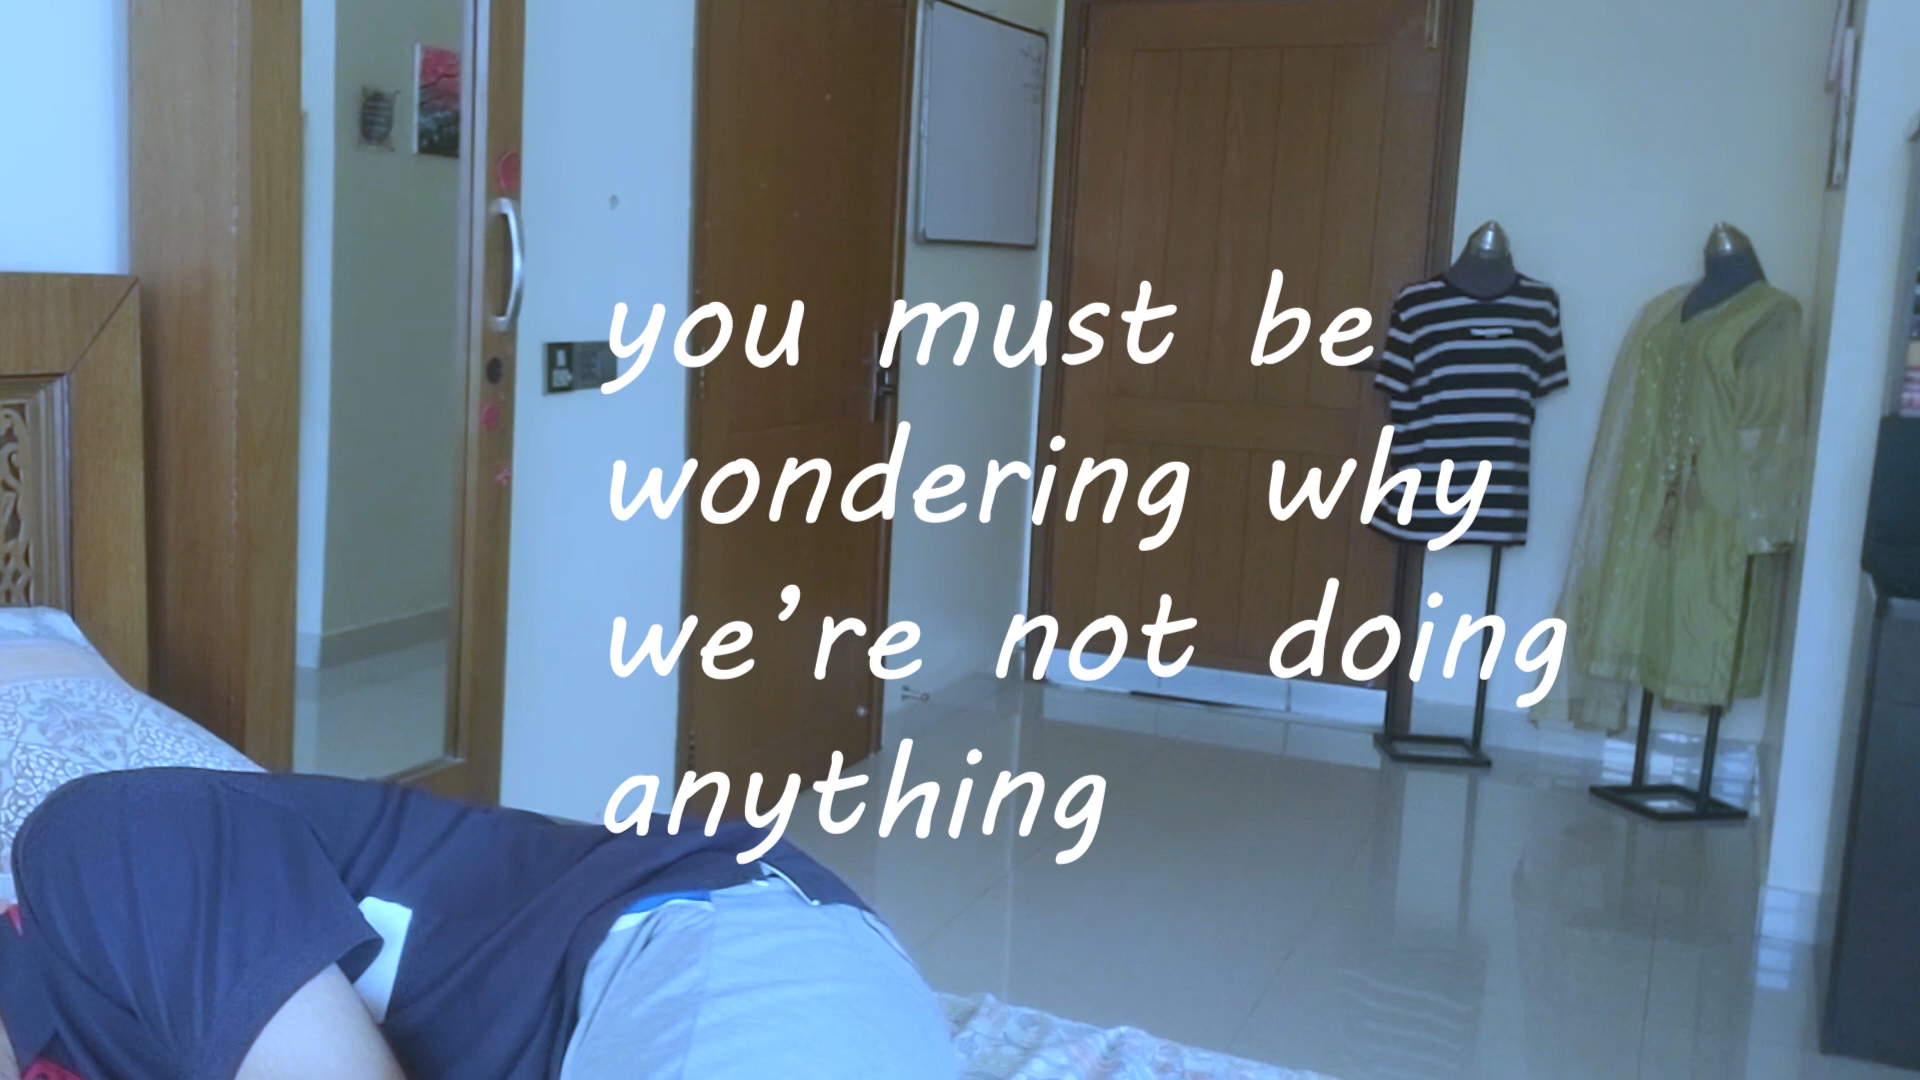 you must be
wondering why
we're not doing
anything